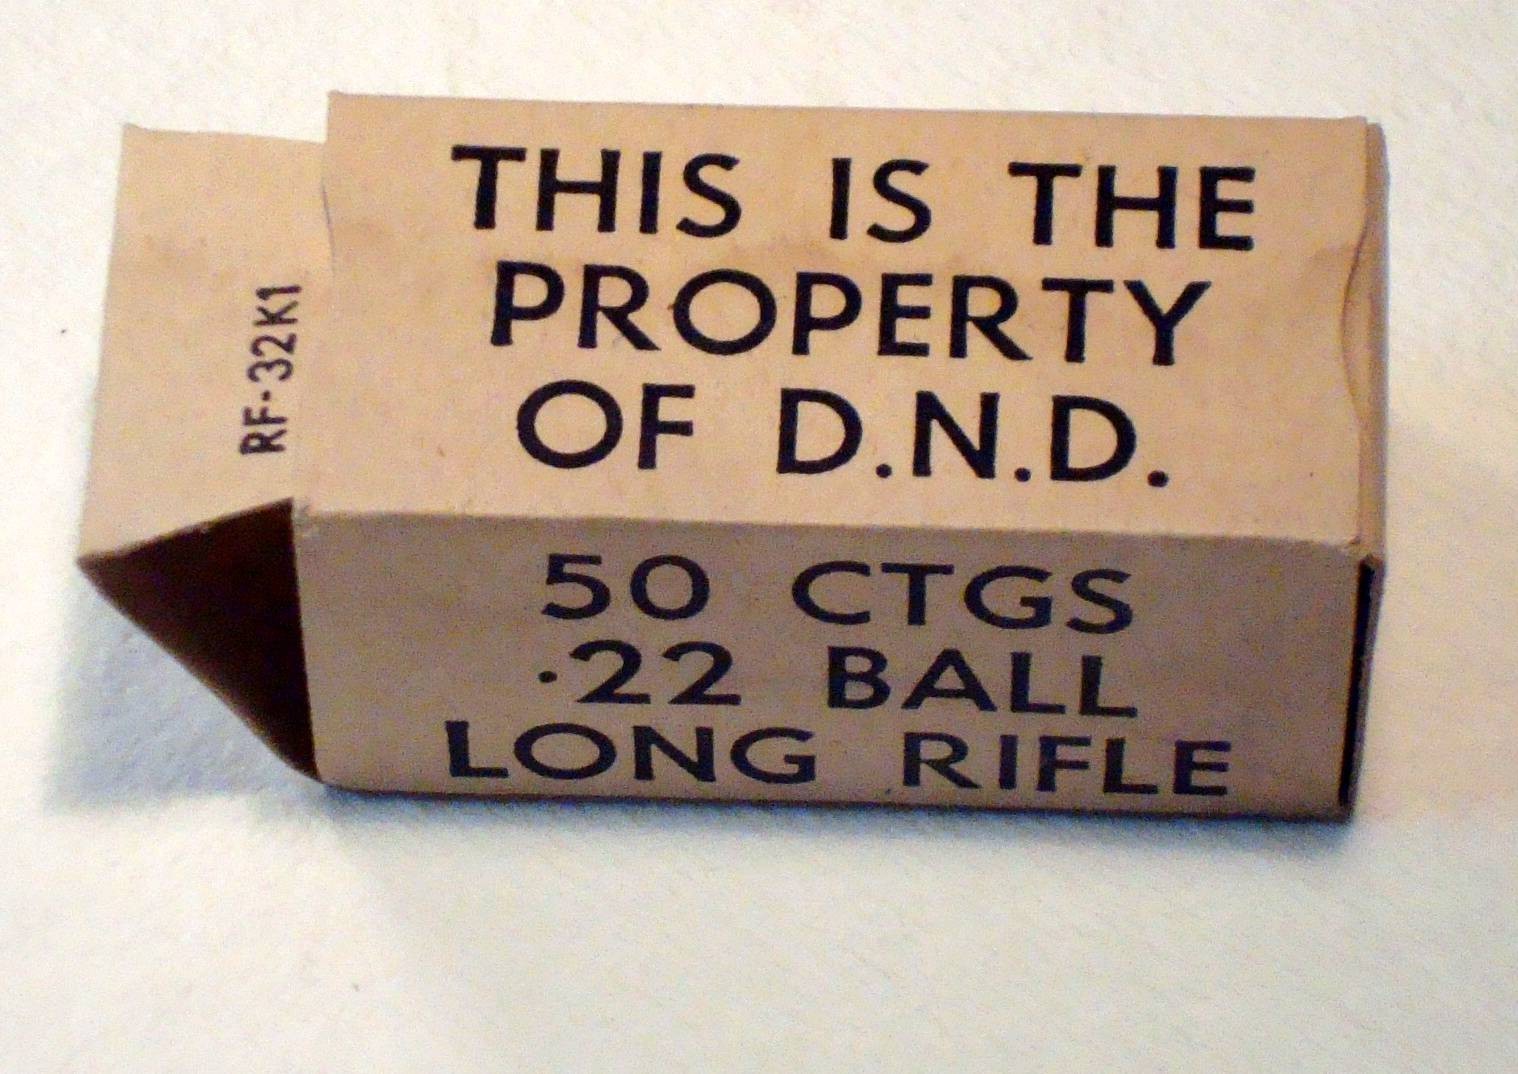 THIS IS THE
PROPERTY
OF D.N.D.
50 CTGS
.22 BALL
LONG RIFLE
RF-32K1